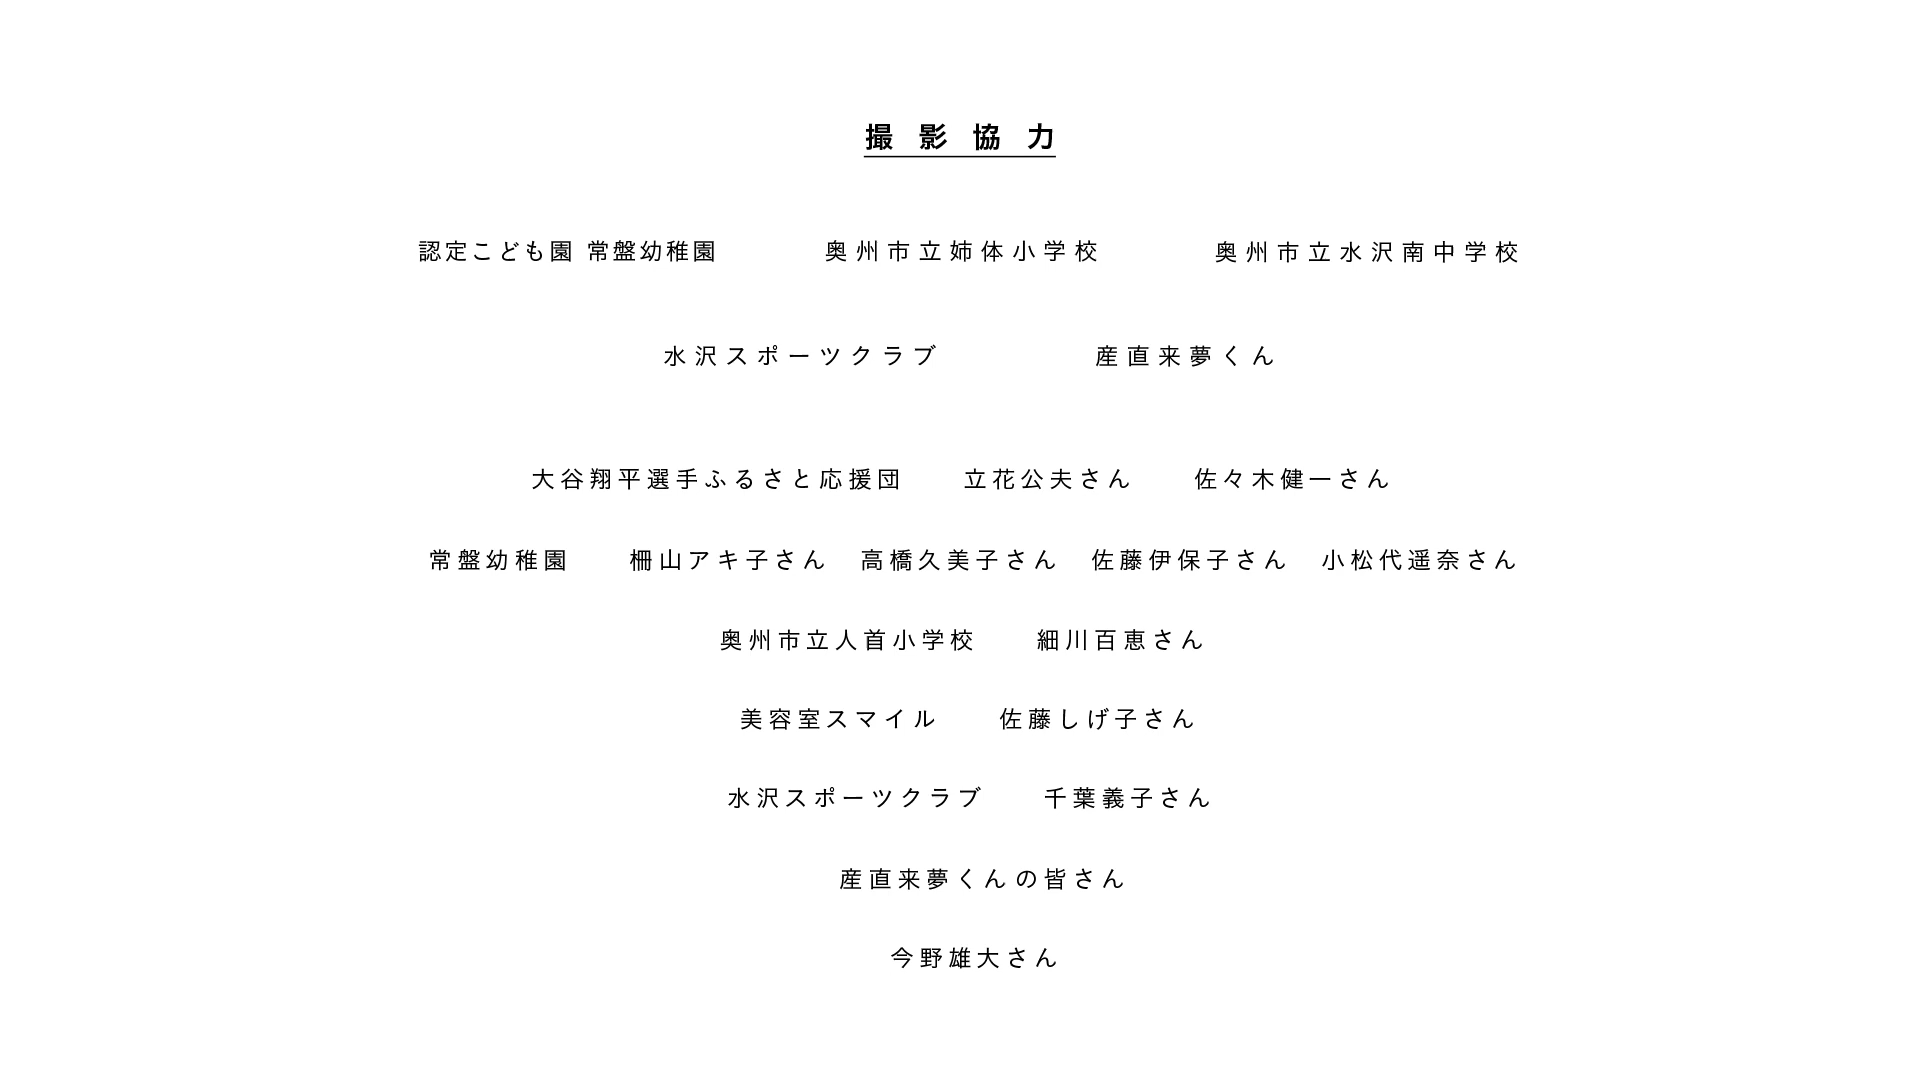 撮影協力
認定こども園 常盤幼稚園　奥州市立姉体小学校　奥州市立水沢南中学校
水沢スポーツクラブ　産直来夢くん
大谷翔平選手ふるさと応援団　立花公夫さん　佐々木健一さん
常盤幼稚園　柵山アキ子さん　高橋久美子さん　佐藤伊保子さん　小松代遥奈さん
奥州市立人首小学校　細川百恵さん
美容室スマイル　佐藤しげ子さん
水沢スポーツクラブ　千葉義子さん
産直来夢くんの皆さん
今野雄大さん